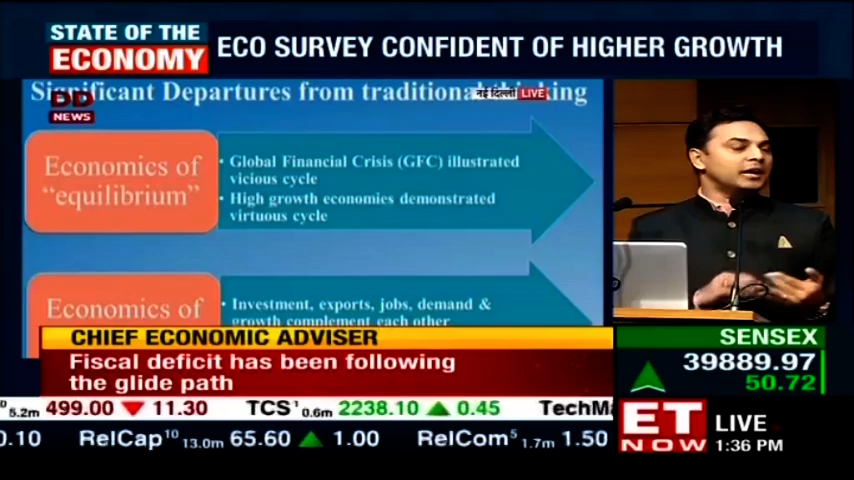 STATE OF THE
ECONOMY
ECO SURVEY CONFIDENT OF HIGHER GROWTH
Significant Departures from traditional thinking
DD
NEWS
नई दिल्ली LIVE
Economics of
"equilibrium"
• Global Financial Crisis (GFC) illustrated
vicious cycle
• High growth economies demonstrated
virtuous cycle
Economics of
• Investment, exports, jobs, demand &
growth complement each other
CHIEF ECONOMIC ADVISER
Fiscal deficit has been following
the glide path
SENSEX
39889.97
50.72
5.2m 499.00 11.30 TCS¹ 0.6m 2238.10 0.45 TechM
0.10 RelCap¹⁰ 13.0m 65.60 1.00 RelCom⁵ 1.7m 1.50
ET
NOW
LIVE
1:36 PM